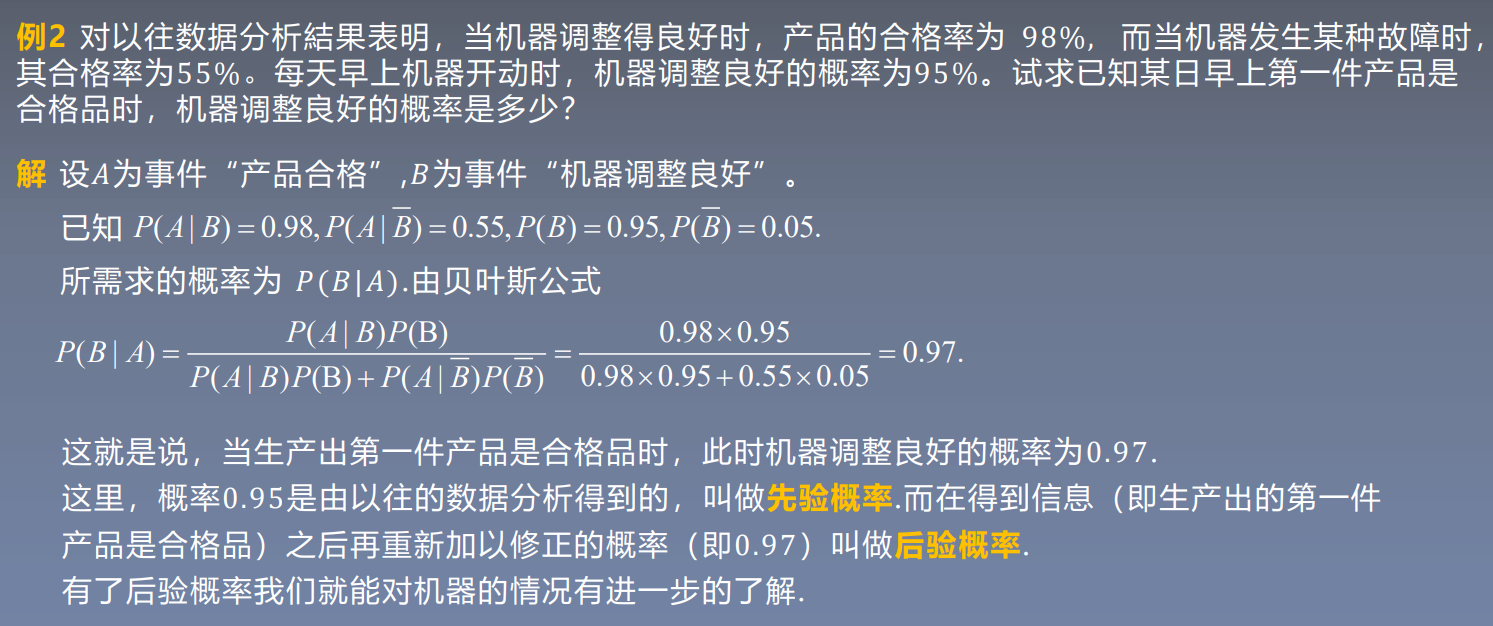 例2 对以往数据分析結果表明，当机器调整得良好时，产品的合格率为 98%， 而当机器发生某种故障时，
其合格率为55%。每天早上机器开动时，机器调整良好的概率为95%。试求已知某日早上第一件产品是
合格品时，机器调整良好的概率是多少？
解 设A为事件“产品合格”,B为事件“机器调整良好”。
已知 P(A|B)=0.98,P(A|B̅)=0.55,P(B)=0.95,P(B̅)=0.05.
所需求的概率为 P(B|A).由贝叶斯公式
P(B|A)= P(A|B)P(B) / P(A|B)P(B)+P(A|B̅)P(B̅) = 0.98×0.95 / 0.98×0.95+0.55×0.05 =0.97.
这就是说，当生产出第一件产品是合格品时，此时机器调整良好的概率为0.97.
这里，概率0.95是由以往的数据分析得到的，叫做先验概率.而在得到信息（即生产出的第一件
产品是合格品）之后再重新加以修正的概率（即0.97）叫做后验概率.
有了后验概率我们就能对机器的情况有进一步的了解.